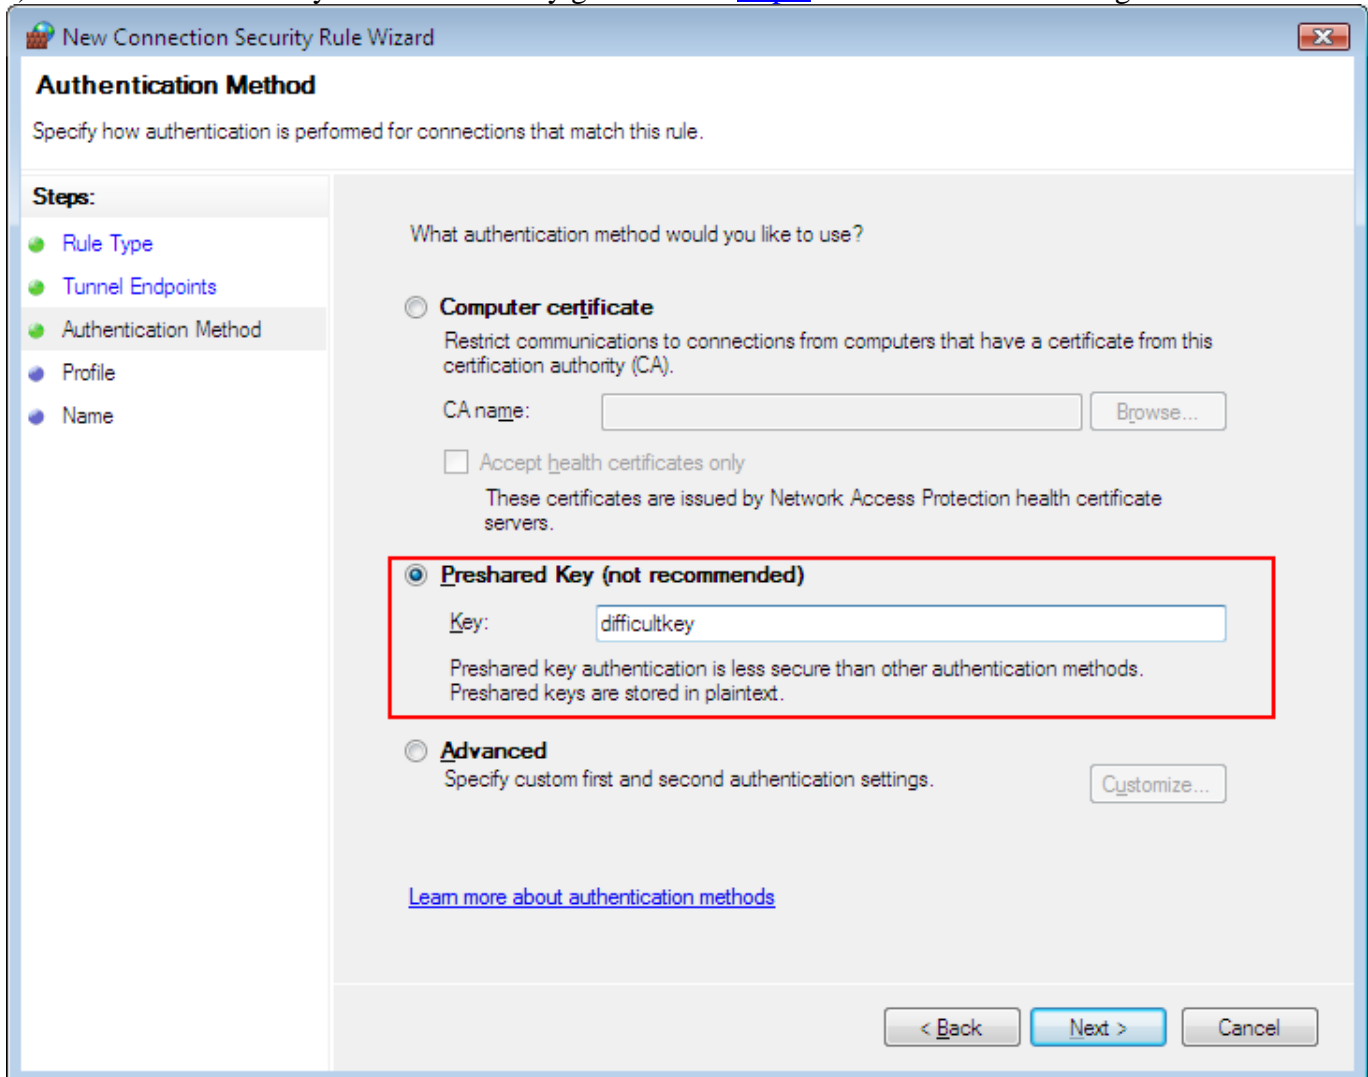 New Connection Security Rule Wizard
Authentication Method
Specify how authentication is performed for connections that match this rule.
Steps:
Rule Type
Tunnel Endpoints
Authentication Method
Profile
Name
What authentication method would you like to use?
Computer certificate
Restrict communications to connections from computers that have a certificate from this
certification authority (CA).
CA name:
Browse...
Accept health certificates only
These certificates are issued by Network Access Protection health certificate
servers.
Preshared Key (not recommended)
Key: difficultkey
Preshared key authentication is less secure than other authentication methods.
Preshared keys are stored in plaintext.
Advanced
Specify custom first and second authentication settings.
Customize...
Learn more about authentication methods
< Back Next > Cancel